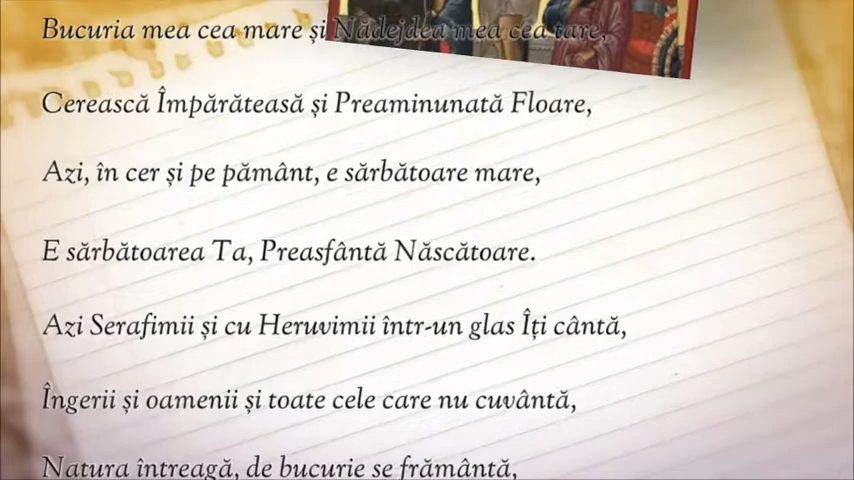 Bucuria mea cea mare și Nădejdea mea cea tare,
Cerească Împărăteasă și Preaminunată Floare,
Azi, în cer și pe pământ, e sărbătoare mare,
E sărbătoarea Ta, Preasfântă Născătoare.
Azi Serafimii și cu Heruvimii într-un glas Îți cântă,
Îngerii și oamenii și toate cele care nu cuvântă,
Natura întreagă, de bucurie se frământă,